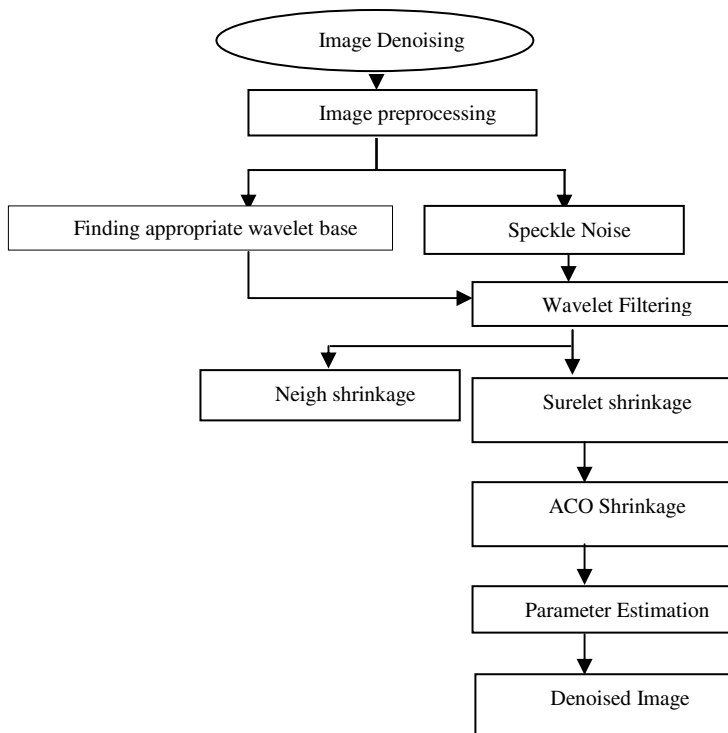 Image Denoising
Image preprocessing
Finding appropriate wavelet base
Speckle Noise
Wavelet Filtering
Neigh shrinkage
Surelet shrinkage
ACO Shrinkage
Parameter Estimation
Denoised Image